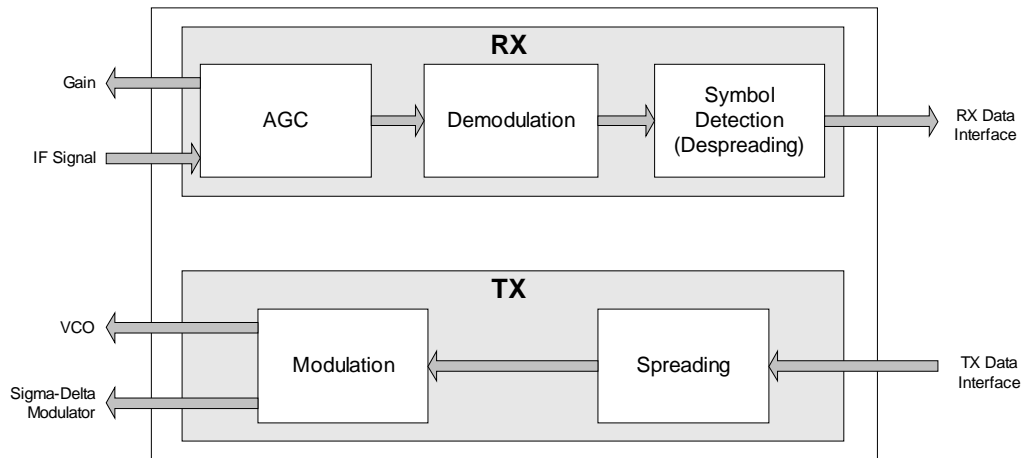 RX
Gain
IF Signal
AGC
Demodulation
Symbol
Detection
(Despreading)
RX Data
Interface
TX
VCO
Sigma-Delta
Modulator
Modulation
Spreading
TX Data
Interface